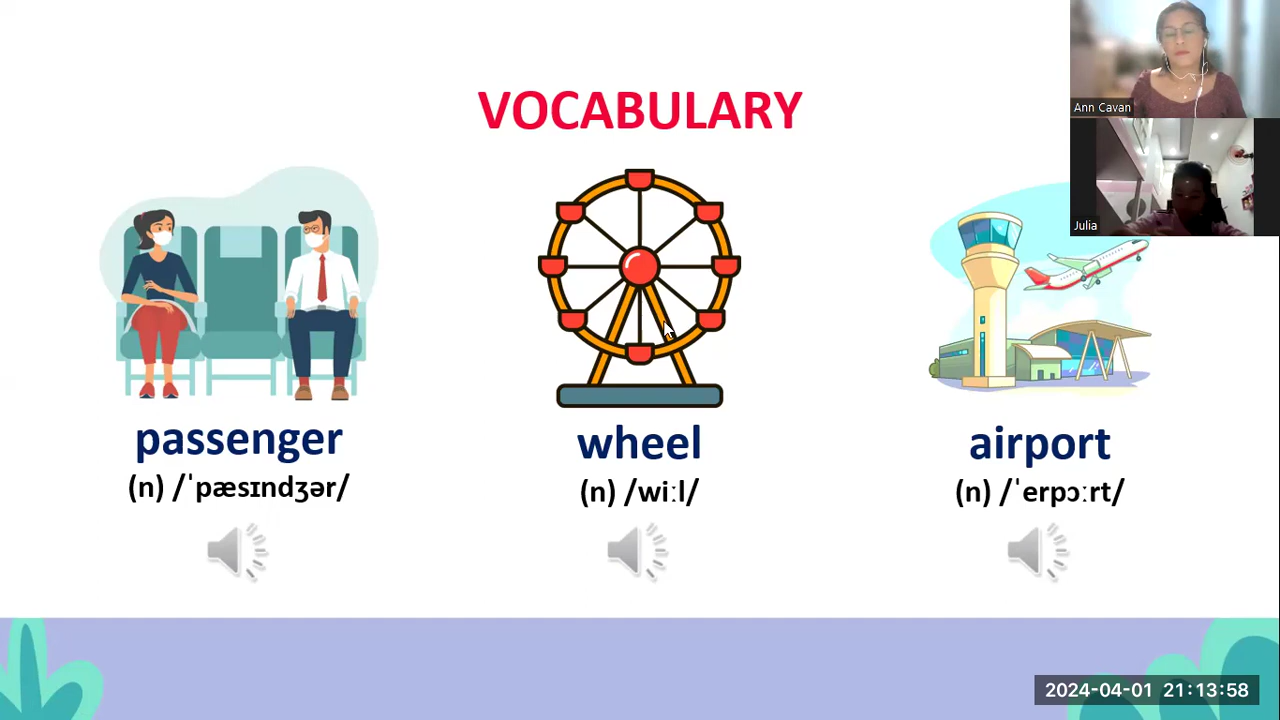 VOCABULARY
Ann Cavan
Julia
passenger
(n) /ˈpæsɪndʒər/
wheel
(n) /wiːl/
airport
(n) /ˈerpɔːrt/
2024-04-01 21:13:58